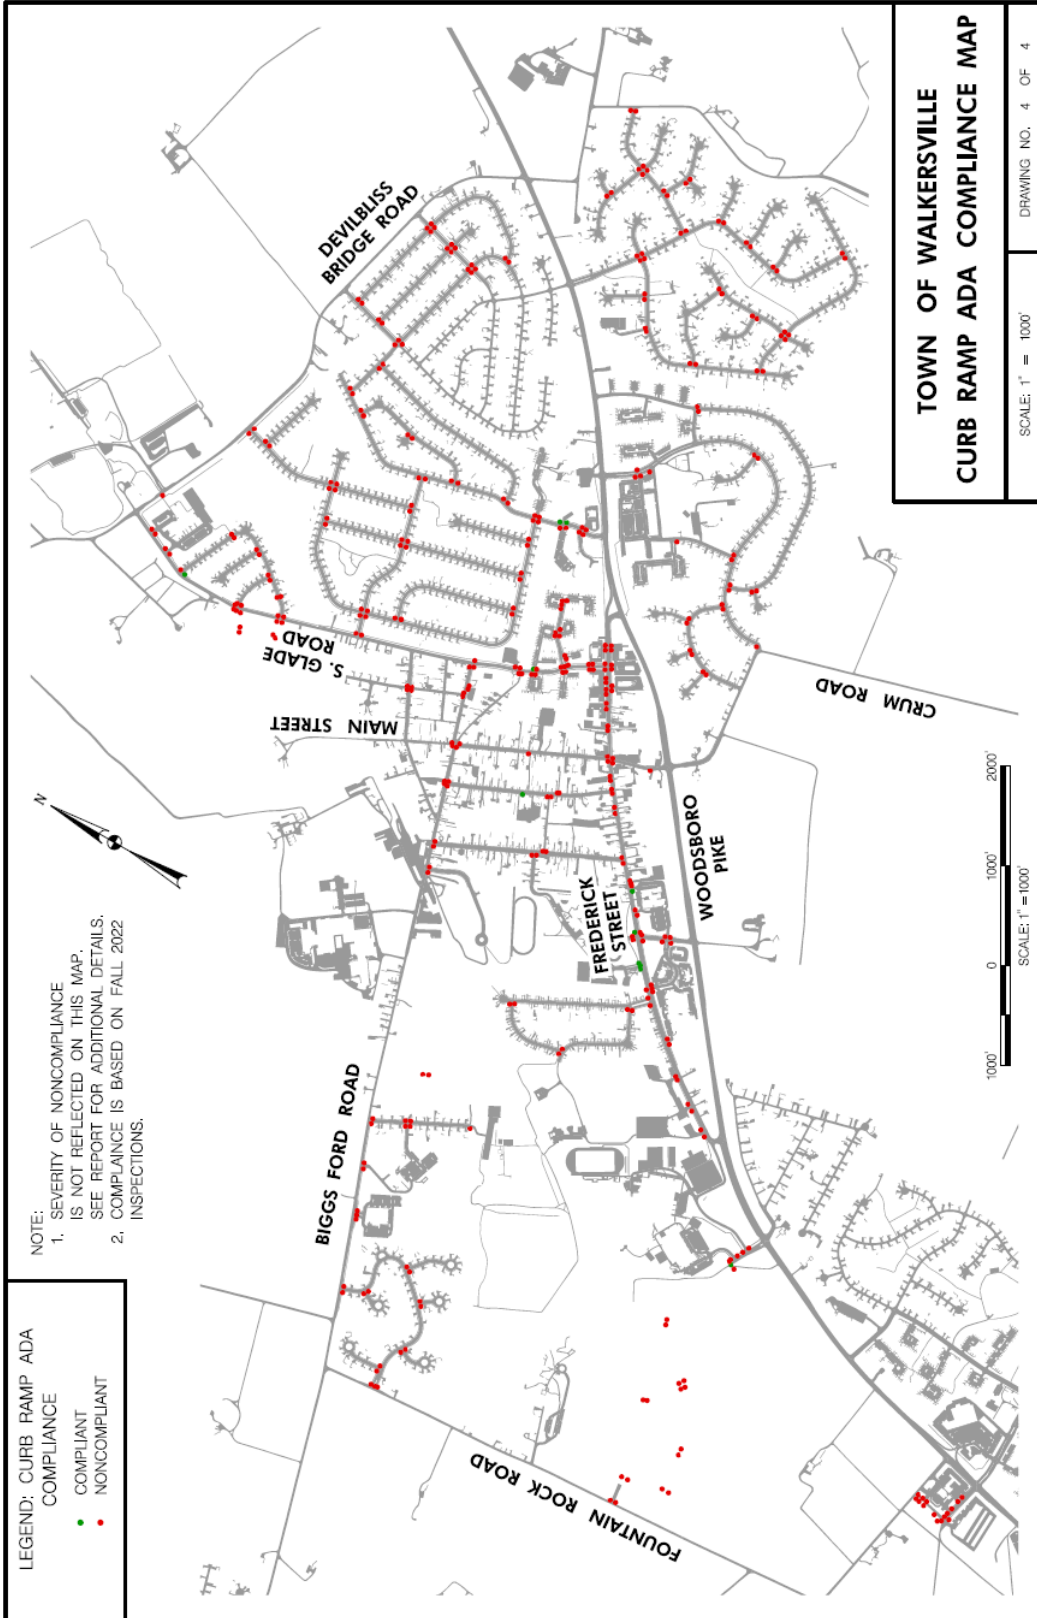 TOWN OF WALKERSVILLE
CURB RAMP ADA COMPLIANCE MAP
SCALE: 1" = 1000'
DRAWING NO. 4 OF 4
LEGEND: CURB RAMP ADA
COMPLIANCE
COMPLIANT
NONCOMPLIANT
NOTE:
1. SEVERITY OF NONCOMPLIANCE
IS NOT REFLECTED ON THIS MAP.
SEE REPORT FOR ADDITIONAL DETAILS.
2. COMPLAINCE IS BASED ON FALL 2022
INSPECTIONS.
N
DEVILBLISS
BRIDGE ROAD
S. GLADE
ROAD
MAIN STREET
CRUM ROAD
WOODSBORO
PIKE
FREDERICK
STREET
BIGGS FORD ROAD
FOUNTAIN ROCK ROAD
1000' 0 1000' 2000'
SCALE: 1" =1000'